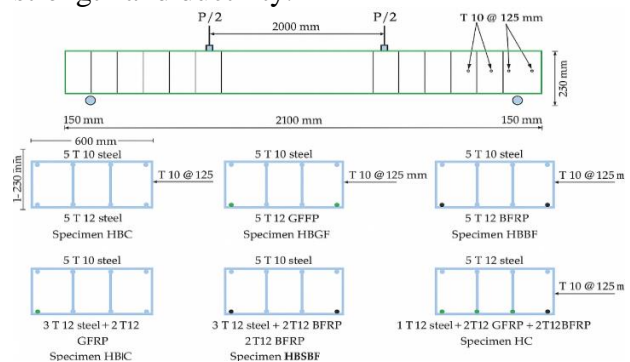 P/2 P/2
2000 mm
T 10 @ 125 mm
250 mm
150 mm 2100 mm 150 mm
600 mm
5 T 10 steel 5 T 10 steel 5 T 10 steel
T 10 @ 125 T 10 @ 125 mm T 10 @ 125 m
5 T 12 steel 5 T 12 GFFP 5 T 12 BFRP
Specimen HBC Specimen HBGF Specimen HBBF
5 T 10 steel 5 T 10 steel 5 T 12 steel
T 10 @ 125 m
3 T 12 steel + 2 T12 3 T 12 steel + 2T12 BFRP 1 T12 steel + 2T12 GFRP + 2T12BFRP
GFRP 2T12 BFRP Specimen HC
Specimen HBIC Specimen HBSBF